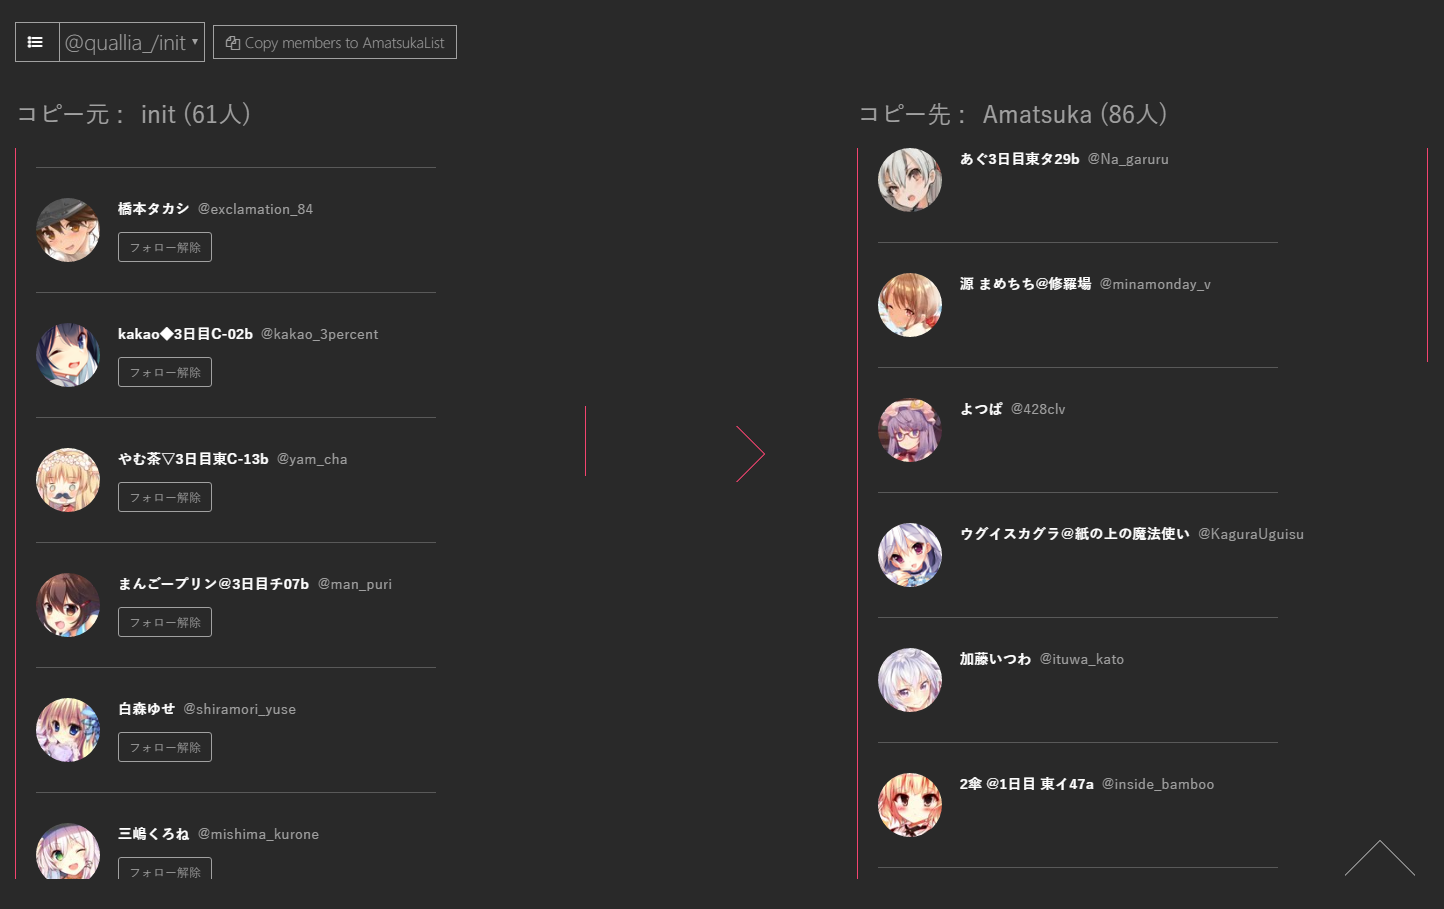 @quallia_/init ▾
Copy members to AmatsukaList
コピー元： init (61人)
橋本タカシ @exclamation_84
フォロー解除
kakao◆3日目C-02b @kakao_3percent
フォロー解除
やむ茶▽3日目東C-13b @yam_cha
フォロー解除
まんごープリン@3日目チ07b @man_puri
フォロー解除
白森ゆせ @shiramori_yuse
フォロー解除
三嶋くろね @mishima_kurone
フォロー解除
コピー先： Amatsuka (86人)
あぐ3日目東タ29b @Na_garuru
源 まめちち@修羅場 @minamonday_v
よつば @428clv
ウグイスカグラ@紙の上の魔法使い @KaguraUguisu
加藤いつわ @ituwa_kato
2傘 @1日目 東イ47a @inside_bamboo